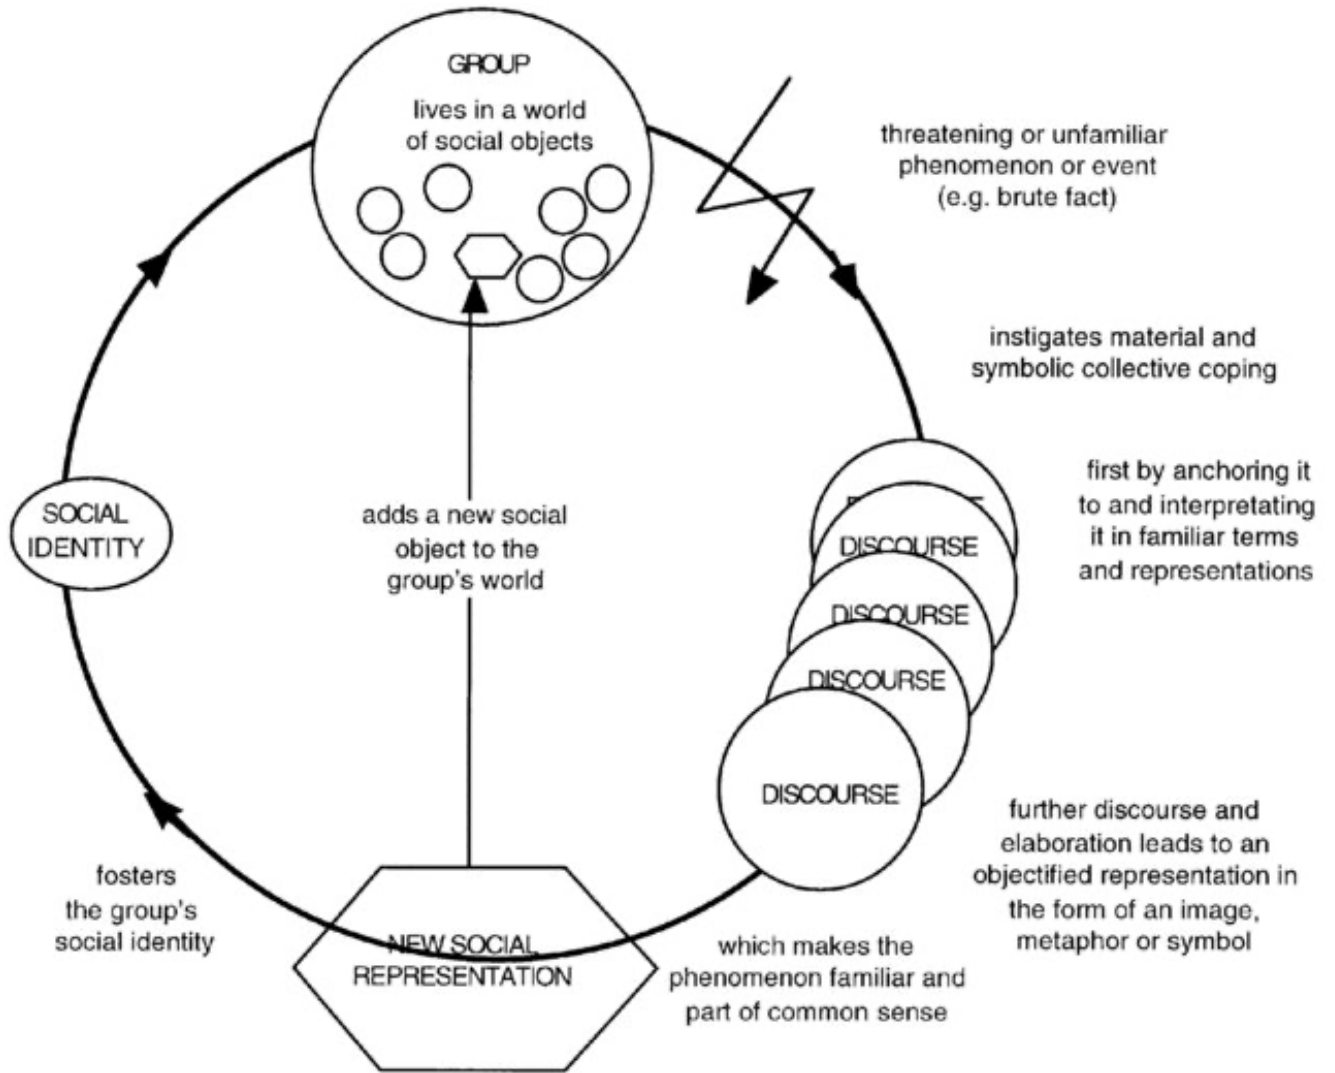 GROUP
lives in a world
of social objects
threatening or unfamiliar
phenomenon or event
(e.g. brute fact)
instigates material and
symbolic collective coping
first by anchoring it
to and interpretating
it in familiar terms
and representations
DISCOURSE
DISCOURSE
DISCOURSE
DISCOURSE
further discourse and
elaboration leads to an
objectified representation in
the form of an image,
metaphor or symbol
which makes the
phenomenon familiar and
part of common sense
NEW SOCIAL
REPRESENTATION
adds a new social
object to the
group's world
fosters
the group's
social identity
SOCIAL
IDENTITY